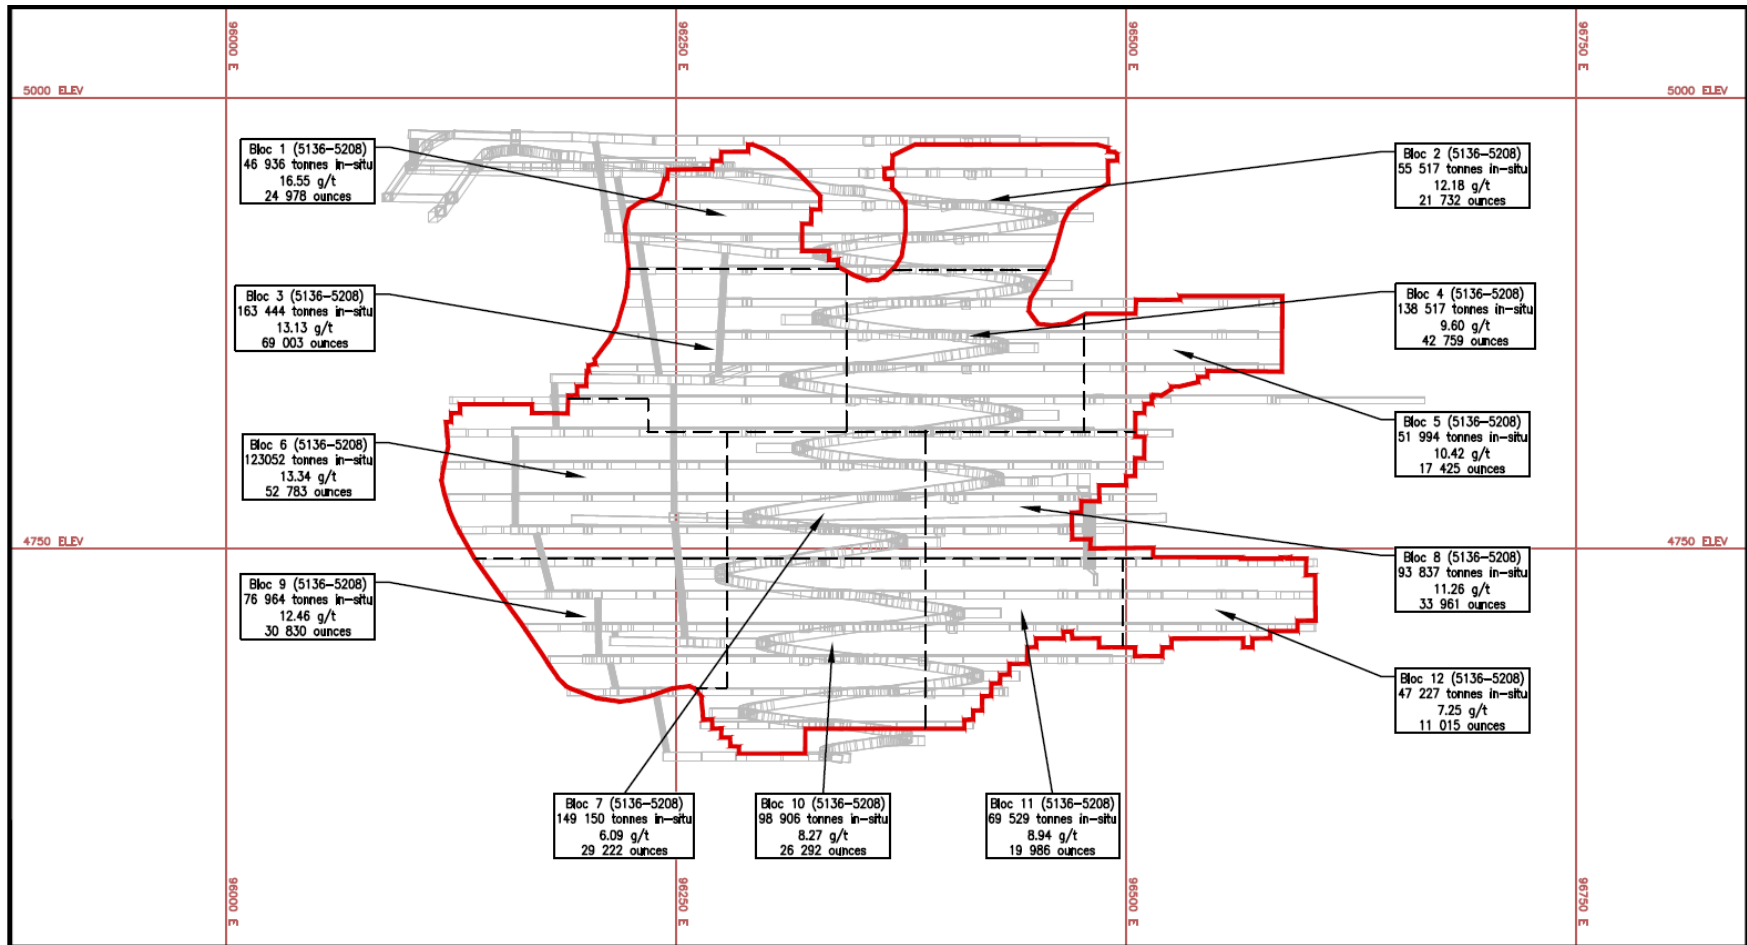 96000 E
96250 E
96500 E
96750 E
5000 ELEV
5000 ELEV
Bloc 1 (5136-5208)
46 936 tonnes in-situ
16.55 g/t
24 978 ounces
Bloc 2 (5136-5208)
55 517 tonnes in-situ
12.18 g/t
21 732 ounces
Bloc 3 (5136-5208)
163 444 tonnes in-situ
13.13 g/t
69 003 ounces
Bloc 4 (5136-5208)
138 517 tonnes in-situ
9.60 g/t
42 759 ounces
Bloc 5 (5136-5208)
51 994 tonnes in-situ
10.42 g/t
17 425 ounces
Bloc 6 (5136-5208)
123052 tonnes in-situ
13.34 g/t
52 783 ounces
4750 ELEV
4750 ELEV
Bloc 8 (5136-5208)
93 837 tonnes in-situ
11.26 g/t
33 961 ounces
Bloc 9 (5136-5208)
76 964 tonnes in-situ
12.46 g/t
30 830 ounces
Bloc 12 (5136-5208)
47 227 tonnes in-situ
7.25 g/t
11 015 ounces
Bloc 7 (5136-5208)
149 150 tonnes in-situ
6.09 g/t
29 222 ounces
Bloc 10 (5136-5208)
98 906 tonnes in-situ
8.27 g/t
26 292 ounces
Bloc 11 (5136-5208)
69 529 tonnes in-situ
8.94 g/t
19 986 ounces
96000 E
96250 E
96500 E
96750 E